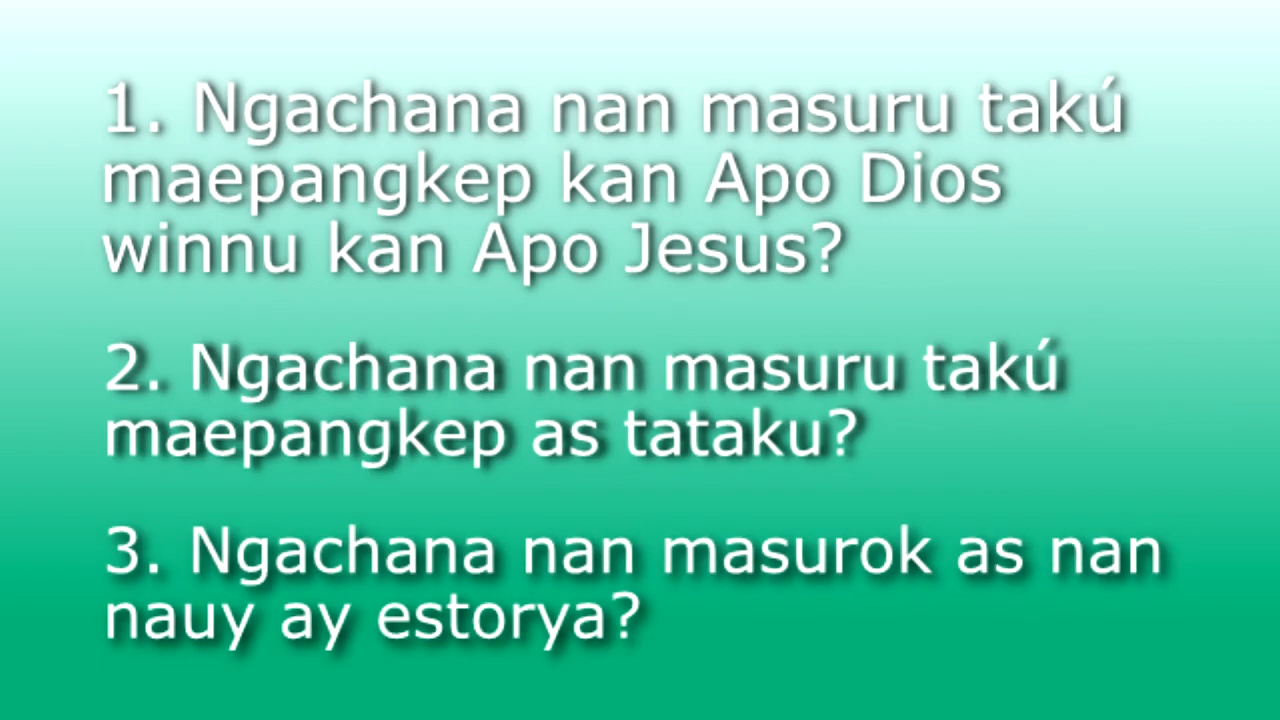 1. Ngachana nan masuru takú
maepangkep kan Apo Dios
winnu kan Apo Jesus?
2. Ngachana nan masuru takú
maepangkep as tataku?
3. Ngachana nan masurok as nan
nauy ay estorya?